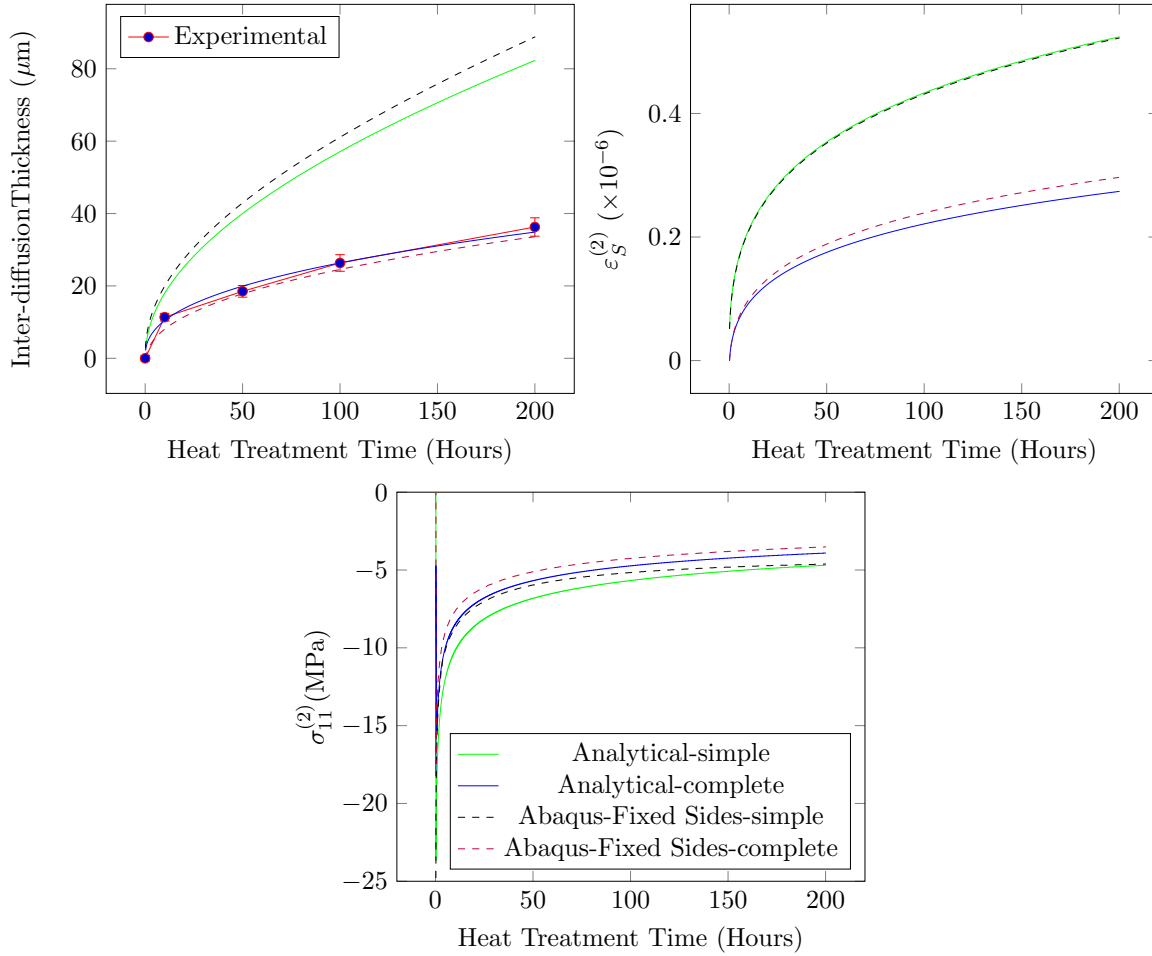 Experimental
Inter-diffusionThickness (μm)
80
60
40
20
0
0 50 100 150 200
Heat Treatment Time (Hours)
ε_S^(2) (×10^−6)
0.4
0.2
0
0 50 100 150 200
Heat Treatment Time (Hours)
σ_11^(2)(MPa)
0
−5
−10
−15
−20
−25
Analytical-simple
Analytical-complete
Abaqus-Fixed Sides-simple
Abaqus-Fixed Sides-complete
0 50 100 150 200
Heat Treatment Time (Hours)